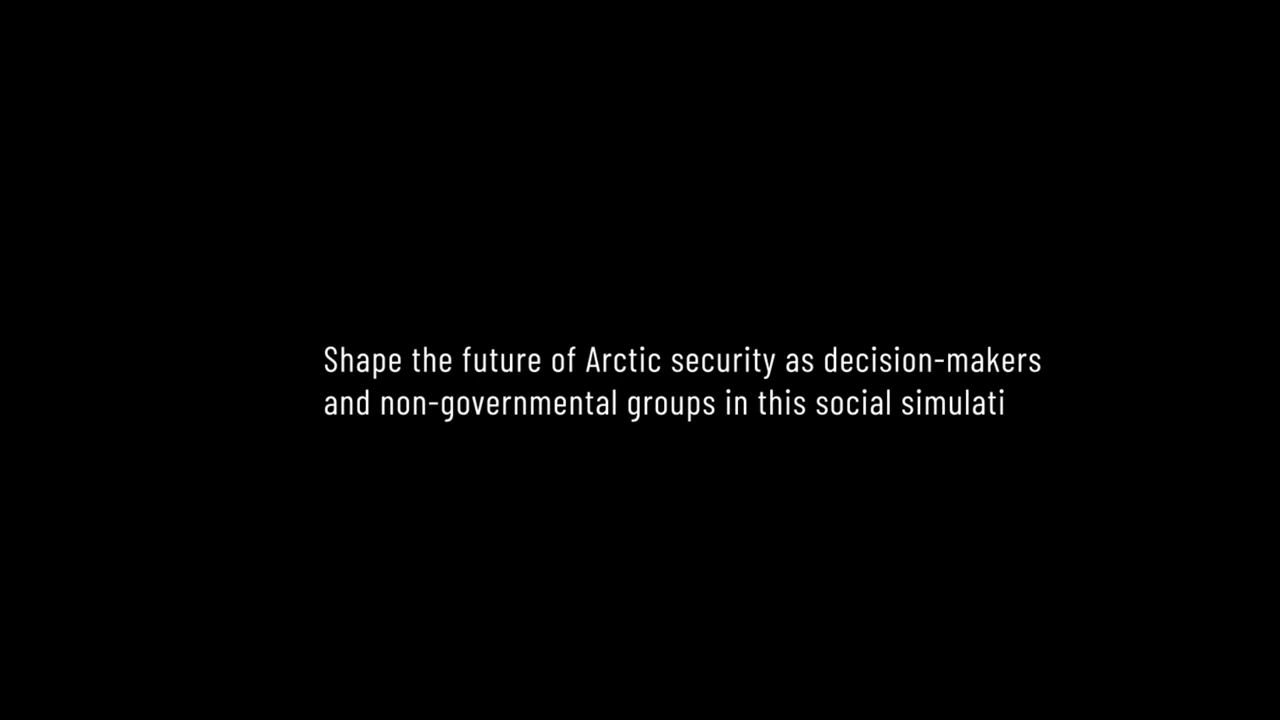 Shape the future of Arctic security as decision-makers
and non-governmental groups in this social simulati